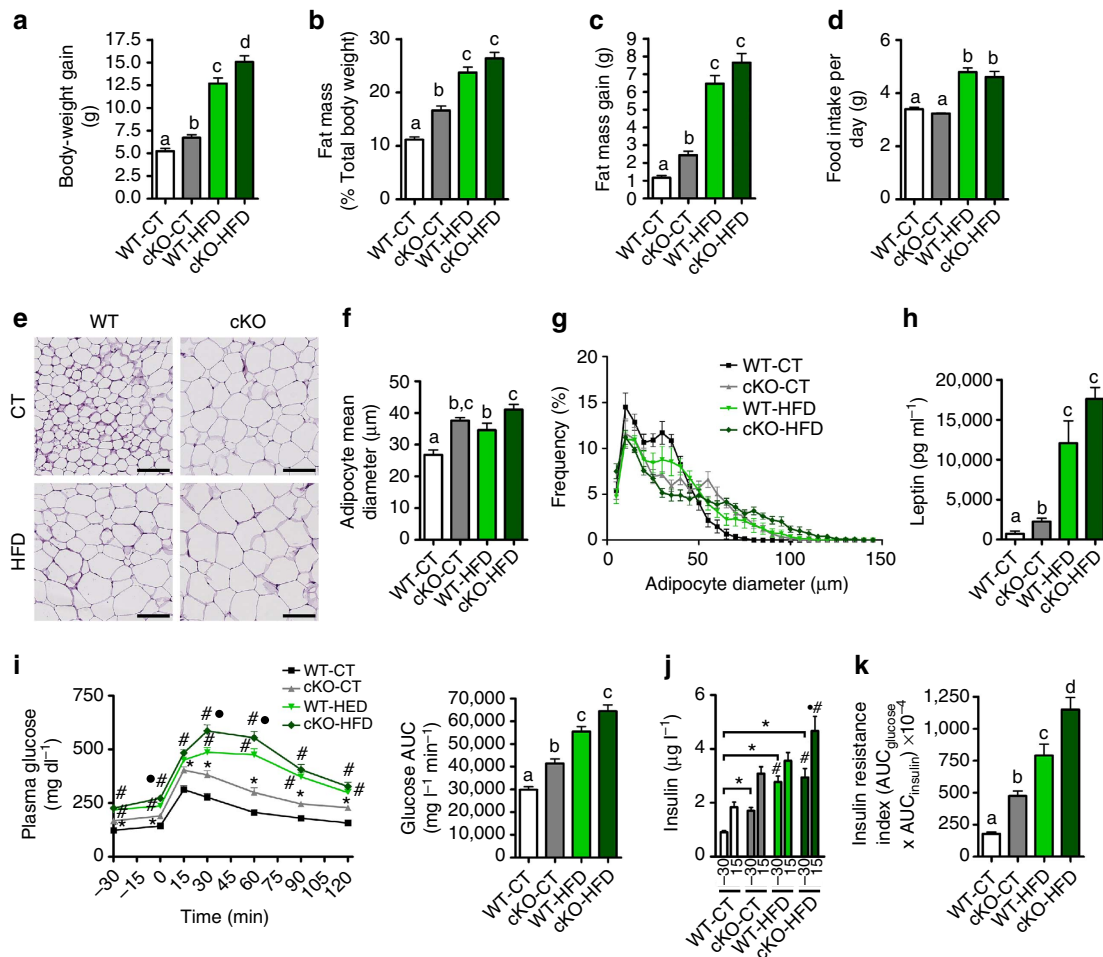 a
Body-weight gain
(g)
17.5
15.0
12.5
10.0
7.5
5.0
2.5
0.0
a
b
c
d
WT-CT
cKO-CT
WT-HFD
cKO-HFD
b
Fat mass
(% Total body weight)
30
20
10
0
a
b
c
c
WT-CT
cKO-CT
WT-HFD
cKO-HFD
c
Fat mass gain (g)
9
8
7
6
5
4
3
2
1
0
a
b
c
c
WT-CT
cKO-CT
WT-HFD
cKO-HFD
d
Food intake per
day (g)
6
4
2
0
a
a
b
b
WT-CT
cKO-CT
WT-HFD
cKO-HFD
e
WT
cKO
CT
HFD
f
Adipocyte mean
diameter (μm)
50
40
30
20
10
0
a
b,c
b
c
WT-CT
cKO-CT
WT-HFD
cKO-HFD
g
Frequency (%)
20
15
10
5
0
WT-CT
cKO-CT
WT-HFD
cKO-HFD
0
50
100
150
Adipocyte diameter (μm)
h
Leptin (pg ml⁻¹)
20,000
15,000
10,000
5,000
0
a
b
c
c
WT-CT
cKO-CT
WT-HFD
cKO-HFD
i
WT-CT
cKO-CT
WT-HED
cKO-HFD
Plasma glucose
(mg dl⁻¹)
750
500
250
0
# ●
# ●
#
#
#
#
#
● #
#
#
#
#
*
*
* *
*
*
*
−30
−15
0
15
30
45
60
75
90
105
120
Time (min)
Glucose AUC
(mg l⁻¹ min⁻¹)
70,000
60,000
50,000
40,000
30,000
20,000
10,000
0
a
b
c
c
WT-CT
cKO-CT
WT-HFD
cKO-HFD
j
Insulin (μg l⁻¹)
6
4
2
0
*
*
*
#
#
●#
−30
15
−30
15
−30
15
−30
15
WT-CT
cKO-CT
WT-HFD
cKO-HFD
k
Insulin resistance
index (AUCglucose
x AUCinsulin) ×10⁻⁴
1,250
1,000
750
500
250
0
a
b
c
d
WT-CT
cKO-CT
WT-HFD
cKO-HFD